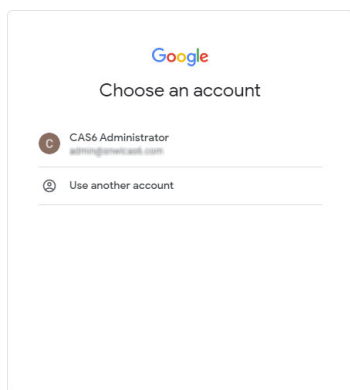 Google
Choose an account
C
CAS6 Administrator
Use another account